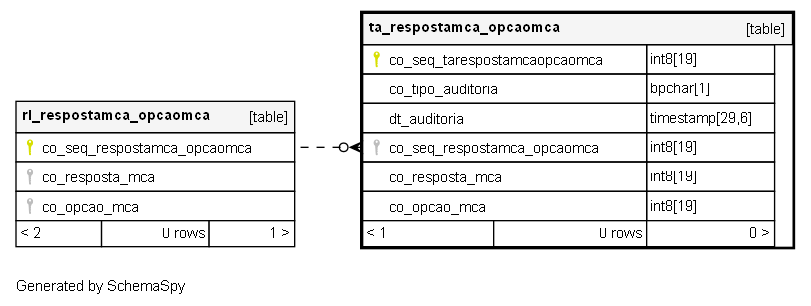 ta_respostamca_opcaomca [table]
co_seq_tarespostamcaopcaomca int8[19]
co_tipo_auditoria bpchar[1]
dt_auditoria timestamp[29,6]
co_seq_respostamca_opcaomca int8[19]
co_resposta_mca int8[19]
co_opcao_mca int8[19]
< 1 0 rows 0 >
rl_respostamca_opcaomca [table]
co_seq_respostamca_opcaomca
co_resposta_mca
co_opcao_mca
< 2 0 rows 1 >
Generated by SchemaSpy